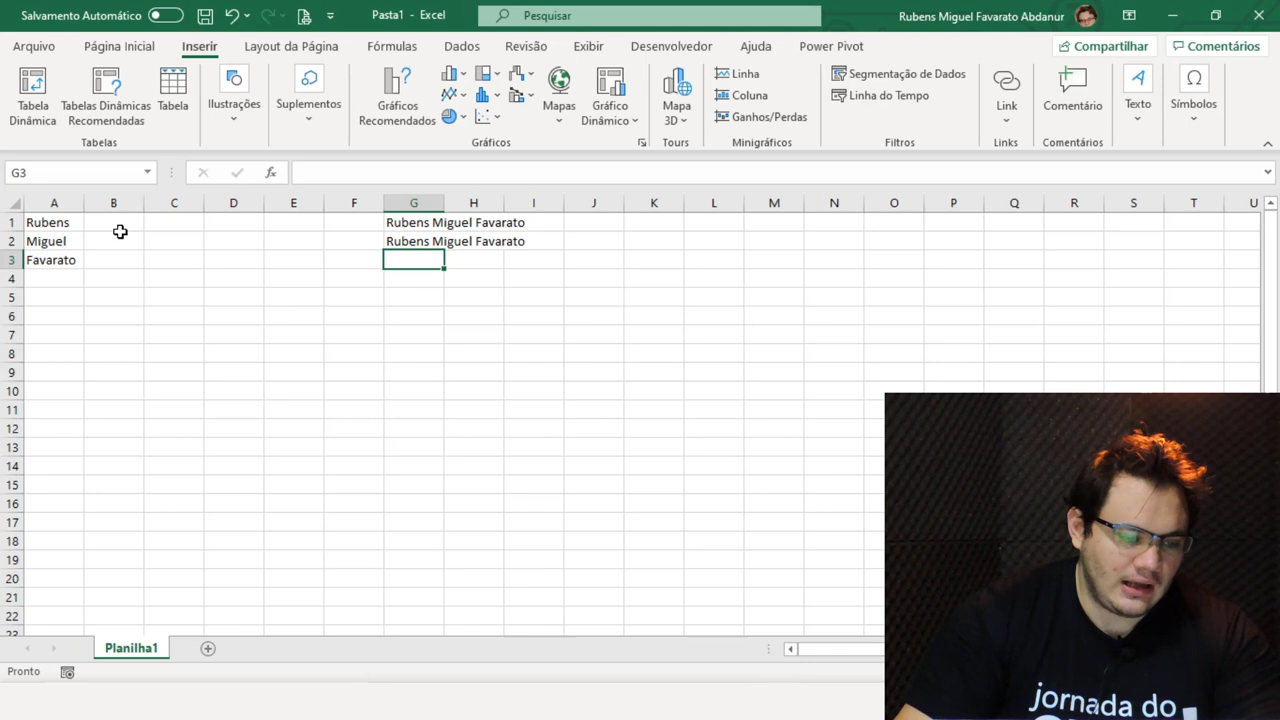 Salvamento Automático
Pasta1 - Excel
Pesquisar
Rubens Miguel Favarato Abdanur
Arquivo
Página Inicial
Inserir
Layout da Página
Fórmulas
Dados
Revisão
Exibir
Desenvolvedor
Ajuda
Power Pivot
Compartilhar
Comentários
Tabela
Dinâmica
Tabelas Dinâmicas
Recomendadas
Tabela
Tabelas
Ilustrações
Suplementos
Gráficos
Recomendados
Mapas
Gráfico
Dinâmico
Gráficos
Mapa
3D
Tours
Linha
Coluna
Ganhos/Perdas
Minigráficos
Segmentação de Dados
Linha do Tempo
Filtros
Link
Links
Comentário
Comentários
Texto
Símbolos
G3
fx
A B C D E F G H I J K L M N O P Q R S T U
1 Rubens Rubens Miguel Favarato
2 Miguel Rubens Miguel Favarato
3 Favarato
4
5
6
7
8
9
10
11
12
13
14
15
16
17
18
19
20
21
22
23
Planilha1
Pronto
jornada do